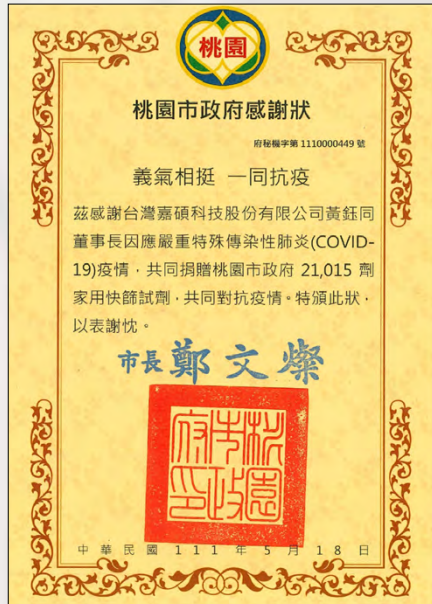 桃園
桃園市政府感謝狀
府秘機字第 1110000449 號
義氣相挺 一同抗疫
茲感謝台灣嘉碩科技股份有限公司黃鈺同
董事長因應嚴重特殊傳染性肺炎(COVID-
19)疫情，共同捐贈桃園市政府 21,015 劑
家用快篩試劑，共同對抗疫情。特頒此狀，
以表謝忱。
市長 鄭文燦
桃園市政府印
中華民國 111 年 5 月 18 日